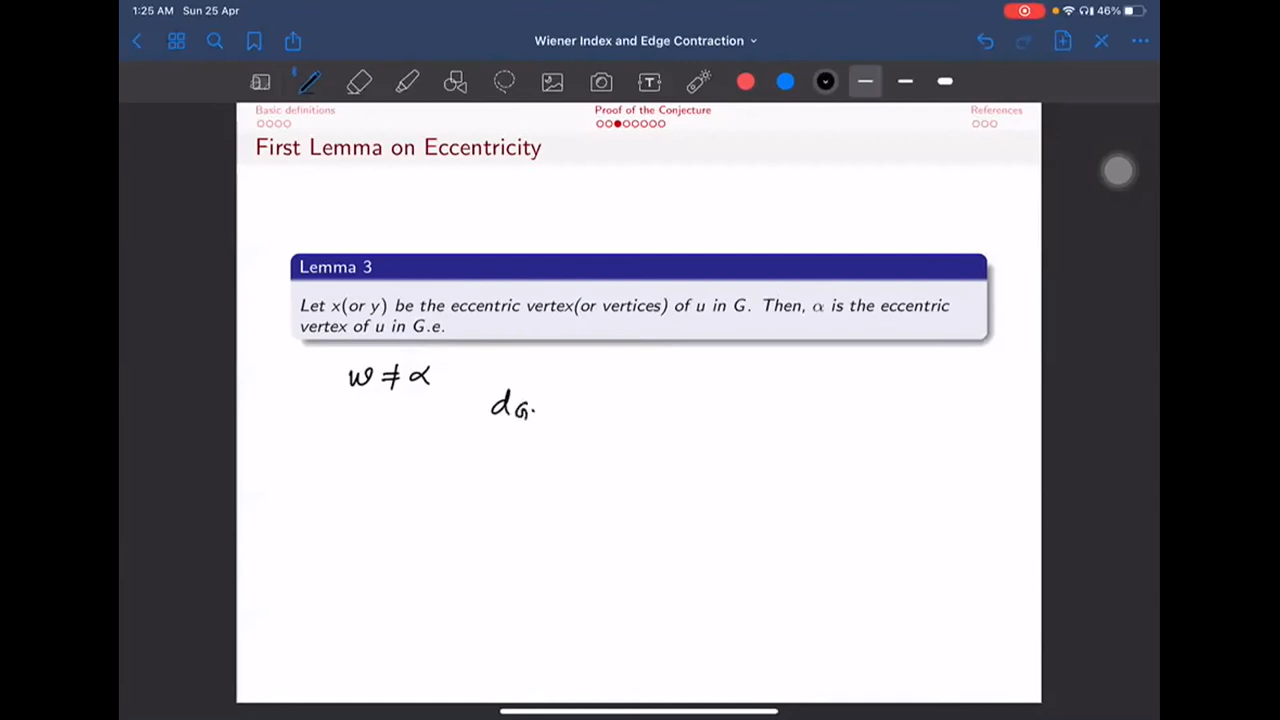 1:25 AM Sun 25 Apr
46%
Wiener Index and Edge Contraction
T
Basic definitions
Proof of the Conjecture
References
First Lemma on Eccentricity
Lemma 3
Let x(or y) be the eccentric vertex(or vertices) of u in G. Then, α is the eccentric
vertex of u in G.e.
w ≠ α
d G.